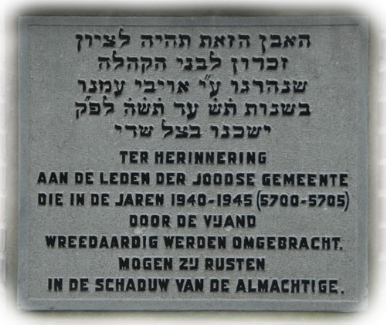 האבן הזאת תהיה לציון
זכרון לבני הקהלה
שנהרגו ע״י אויבי עמנו
בשנות תש עד תשה לפ״ק
ישכנו בצל שדי
TER HERINNERING
AAN DE LEDEN DER JOODSE GEMEENTE
DIE IN DE JAREN 1940-1945 (5700-5705)
DOOR DE VIJAND
WREEDAARDIG WERDEN OMGEBRACHT.
MOGEN ZIJ RUSTEN
IN DE SCHADUW VAN DE ALMACHTIGE.